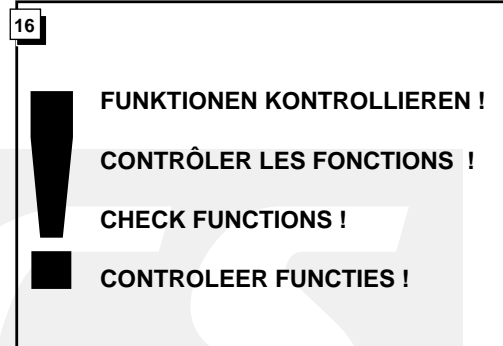 16
!
FUNKTIONEN KONTROLLIEREN !
CONTRÔLER LES FONCTIONS !
CHECK FUNCTIONS !
CONTROLEER FUNCTIES !